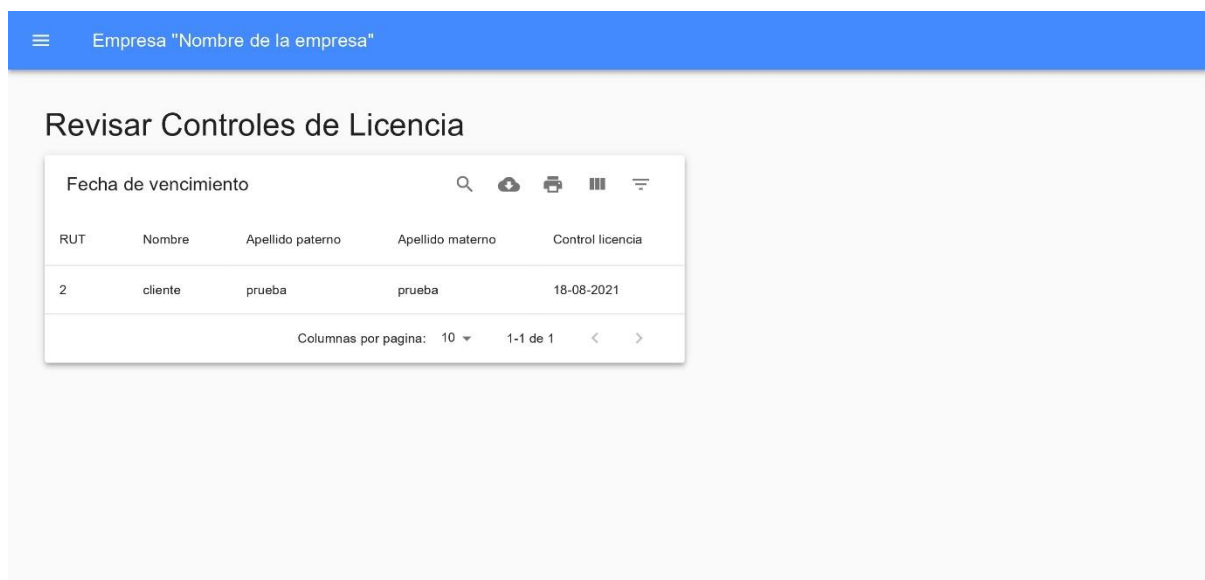 Empresa "Nombre de la empresa"
Revisar Controles de Licencia
Fecha de vencimiento
RUT Nombre Apellido paterno Apellido materno Control licencia
2 cliente prueba prueba 18-08-2021
Columnas por pagina: 10 1-1 de 1